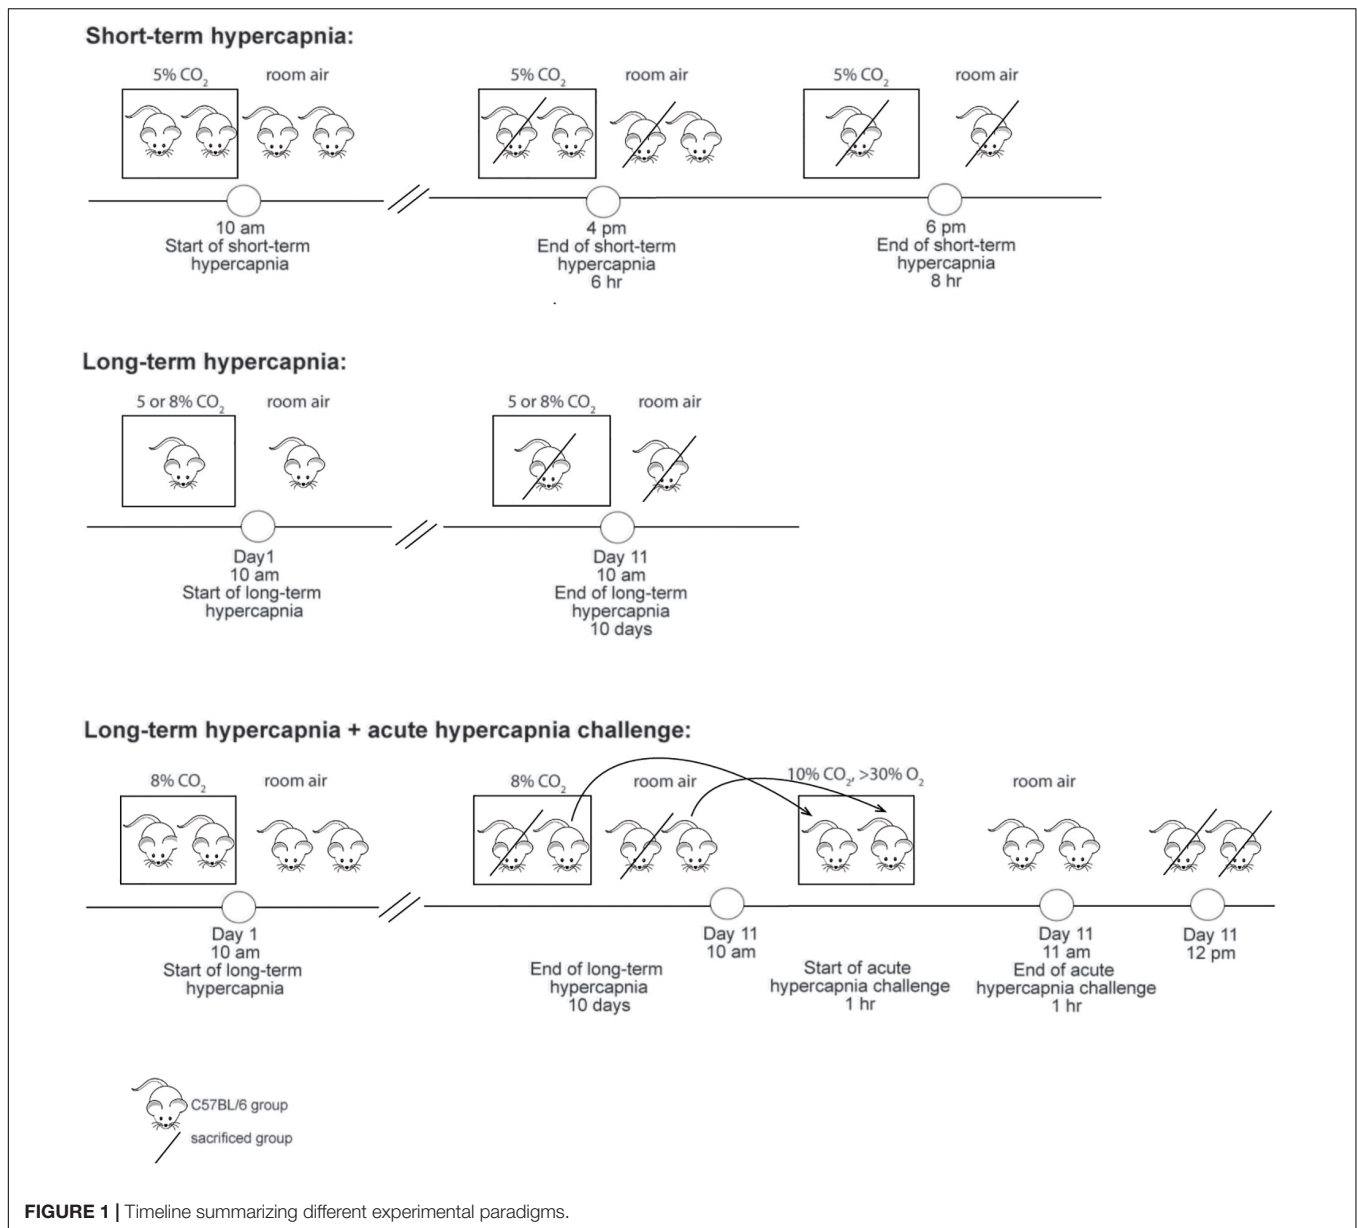 Short-term hypercapnia:
5% CO2 room air 5% CO2 room air 5% CO2 room air
10 am
Start of short-term
hypercapnia
4 pm
End of short-term
hypercapnia
6 hr
6 pm
End of short-term
hypercapnia
8 hr
Long-term hypercapnia:
5 or 8% CO2 room air 5 or 8% CO2 room air
Day1
10 am
Start of long-term
hypercapnia
Day 11
10 am
End of long-term
hypercapnia
10 days
Long-term hypercapnia + acute hypercapnia challenge:
8% CO2 room air 8% CO2 room air 10% CO2, >30% O2 room air
Day 1
10 am
Start of long-term
hypercapnia
End of long-term
hypercapnia
10 days
Day 11
10 am
Start of acute
hypercapnia challenge
1 hr
Day 11
11 am
End of acute
hypercapnia challenge
1 hr
Day 11
12 pm
C57BL/6 group
sacrificed group
FIGURE 1 | Timeline summarizing different experimental paradigms.